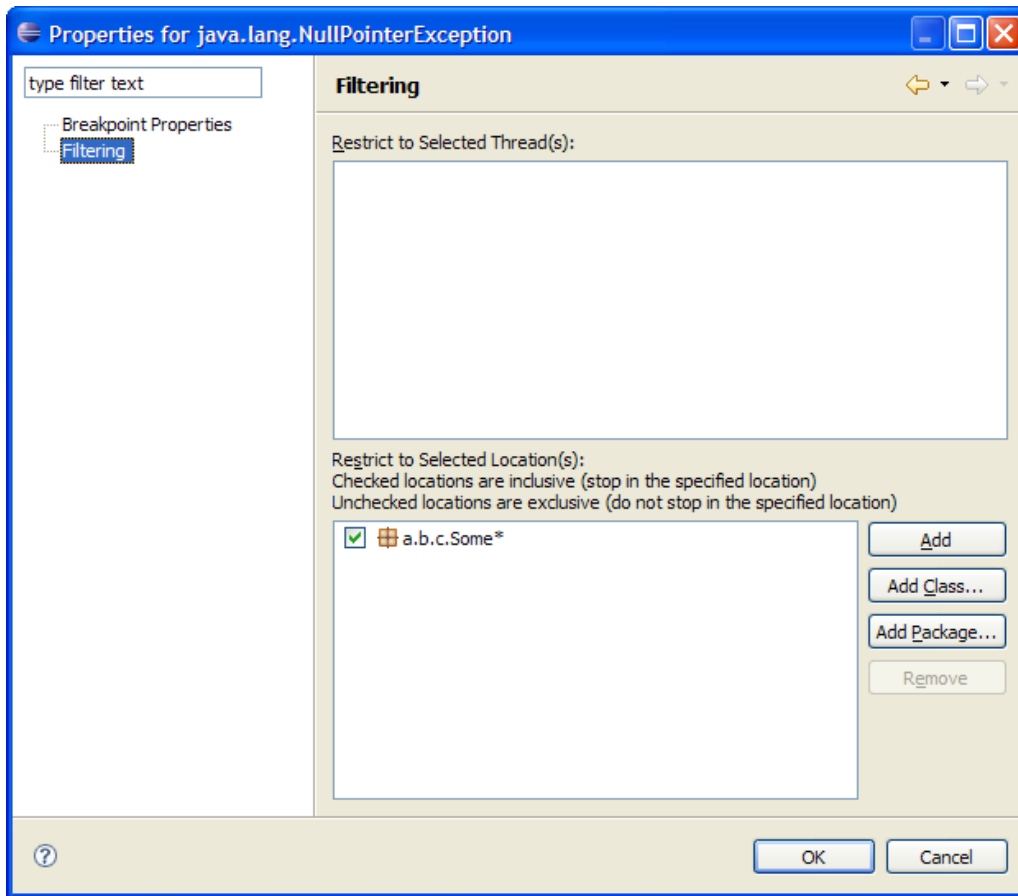 Properties for java.lang.NullPointerException
type filter text
Breakpoint Properties
Filtering
Filtering
Restrict to Selected Thread(s):
Restrict to Selected Location(s):
Checked locations are inclusive (stop in the specified location)
Unchecked locations are exclusive (do not stop in the specified location)
a.b.c.Some*
Add
Add Class...
Add Package...
Remove
OK
Cancel